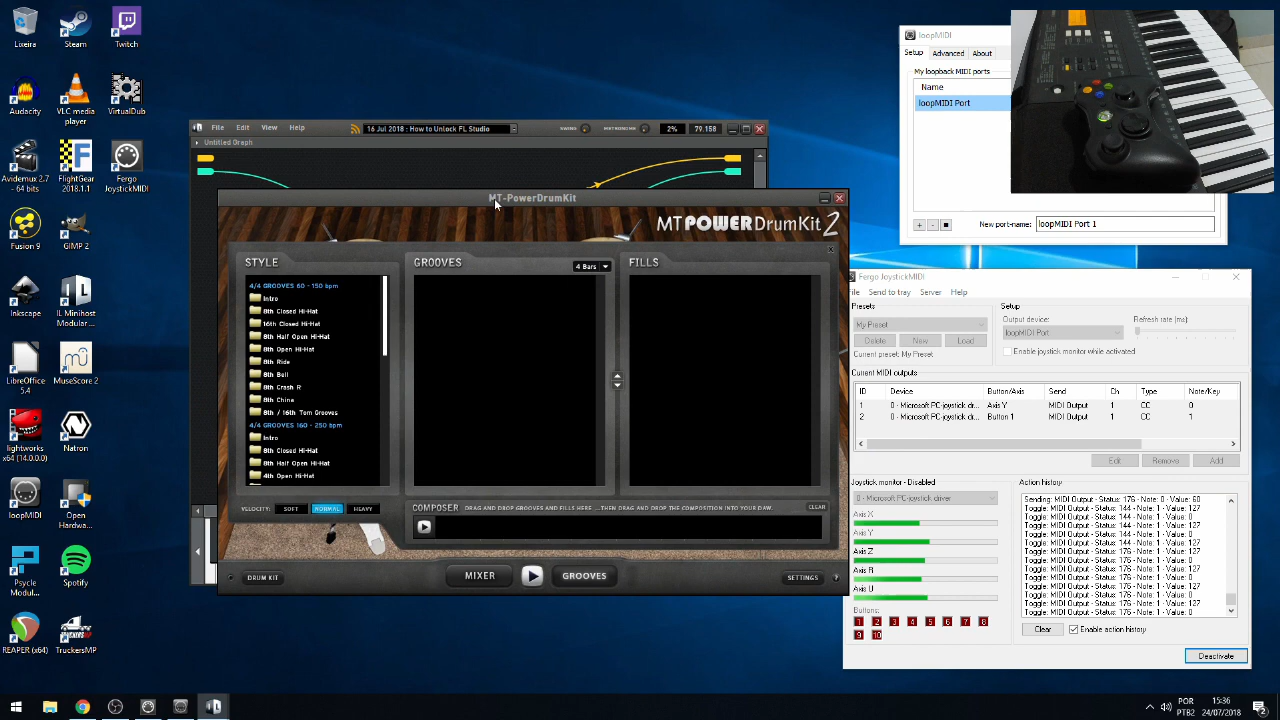 Lixeira
Steam
Twitch
Audacity
VLC media
player
VirtualDub
Avidemux 2.7
- 64 bits
FlightGear
2018.1.1
Fergo
JoystickMIDI
Fusion 9
GIMP 2
Inkscape
IL Minihost
Modular ...
LibreOffice
5.4
MuseScore 2
lightworks
x64 (14.0.0.0)
Natron
loopMIDI
Open
Hardwa...
Psycle
Modul...
Spotify
REAPER (x64)
TruckersMP
File Edit View Help
16 Jul 2018 : How to Unlock FL Studio
SWING
METRONOME
2%
79.158
Untitled Graph
MT-PowerDrumKit
MT POWER DrumKit 2
STYLE
4/4 GROOVES 60 - 150 bpm
Intro
8th Closed Hi-Hat
16th Closed Hi-Hat
8th Half Open Hi-Hat
8th Open Hi-Hat
8th Ride
8th Bell
8th Crash R
8th China
8th / 16th Tom Grooves
4/4 GROOVES 160 - 250 bpm
Intro
8th Closed Hi-Hat
8th Half Open Hi-Hat
4th Open Hi-Hat
VELOCITY: SOFT NORMAL HEAVY
GROOVES
4 Bars
FILLS
COMPOSER DRAG AND DROP GROOVES AND FILLS HERE ...THEN DRAG AND DROP THE COMPOSITION INTO YOUR DAW. CLEAR
DRUM KIT
MIXER
GROOVES
SETTINGS
?
loopMIDI
Setup Advanced About
My loopback MIDI ports
Name
loopMIDI Port
+ -
New port-name: loopMIDI Port 1
Fergo JoystickMIDI
File Send to tray Server Help
Presets
My Preset
Delete New Load
Current preset: My Preset
Setup
Output device: Refresh rate (ms):
loopMIDI Port
Enable joystick monitor while activated
Current MIDI outputs
ID Device Button/Axis Send Ch Type Note/Key
1 0 - Microsoft PC-joystick dr... Axis Y MIDI Output 1 CC 0
2 0 - Microsoft PC-joystick dr... Button 1 MIDI Output 1 CC 1
Edit Remove Add
Joystick monitor - Disabled
0 - Microsoft PC-joystick driver
Axis X
Axis Y
Axis Z
Axis R
Axis U
Buttons:
1 2 3 4 5 6 7 8
9 10
Action history
Sending: MIDI Output - Status: 176 - Note: 0 - Value: 60
Toggle: MIDI Output - Status: 144 - Note: 1 - Value: 127
Toggle: MIDI Output - Status: 144 - Note: 1 - Value: 0
Toggle: MIDI Output - Status: 144 - Note: 1 - Value: 127
Toggle: MIDI Output - Status: 144 - Note: 1 - Value: 0
Toggle: MIDI Output - Status: 144 - Note: 1 - Value: 127
Toggle: MIDI Output - Status: 176 - Note: 1 - Value: 0
Toggle: MIDI Output - Status: 176 - Note: 1 - Value: 127
Toggle: MIDI Output - Status: 176 - Note: 1 - Value: 0
Toggle: MIDI Output - Status: 176 - Note: 1 - Value: 127
Toggle: MIDI Output - Status: 176 - Note: 1 - Value: 0
Clear
Enable action history
Deactivate
POR
PTB2
15:36
24/07/2018
2